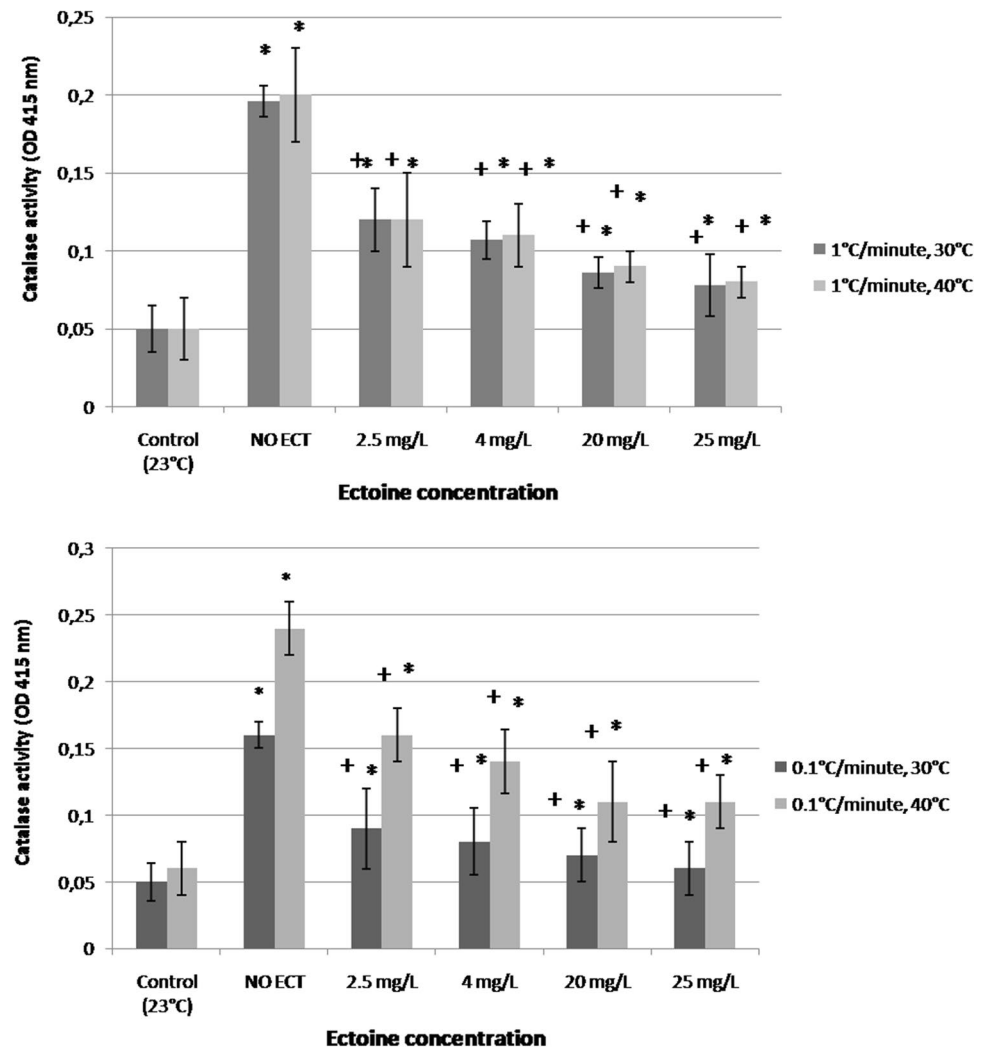 0,25
0,2
0,15
0,1
0,05
0
Catalase activity (OD 415 nm)
* *
+* +*
+ * + *
+ * + *
+ * + *
Control (23°C) NO ECT 2.5 mg/L 4 mg/L 20 mg/L 25 mg/L
Ectoine concentration
1°C/minute, 30°C
1°C/minute, 40°C
0,3
0,25
0,2
0,15
0,1
0,05
0
Catalase activity (OD 415 nm)
* *
+ * + *
+ * + *
+ * + *
+ * + *
Control (23°C) NO ECT 2.5 mg/L 4 mg/L 20 mg/L 25 mg/L
Ectoine concentration
0.1°C/minute, 30°C
0.1°C/minute, 40°C